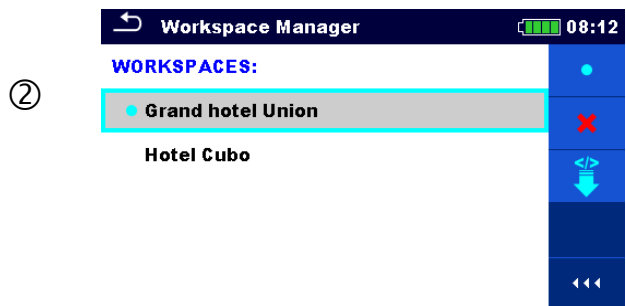 Workspace Manager 08:12
WORKSPACES:
②
Grand hotel Union
Hotel Cubo
</>